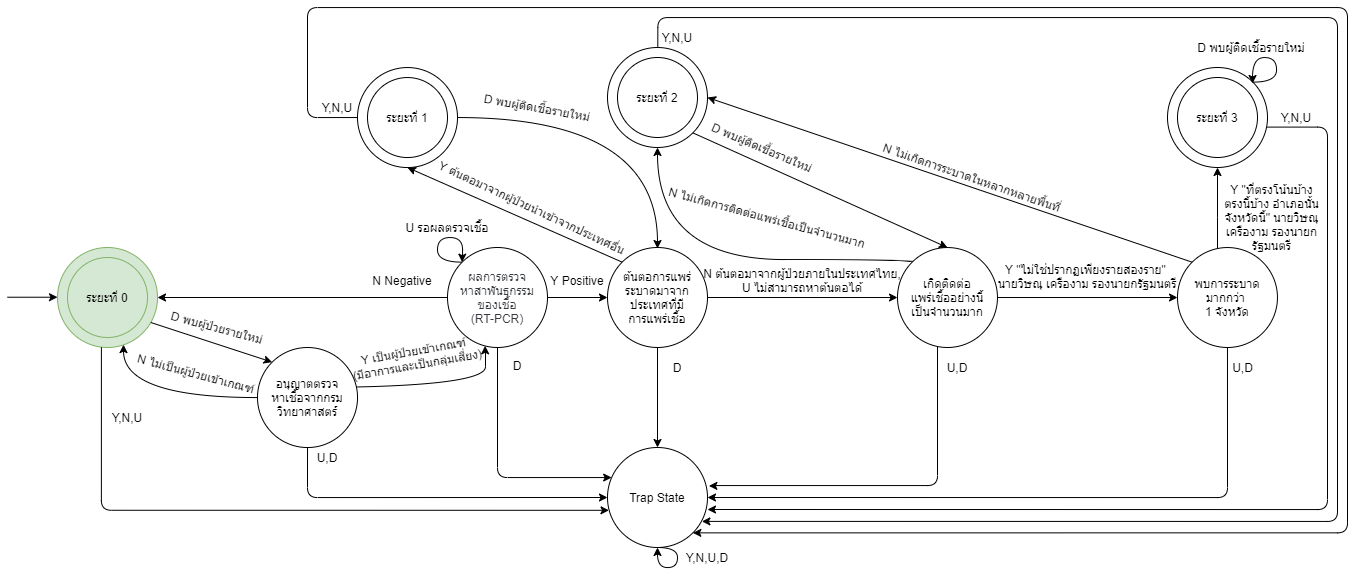 Y,N,U
D พบผู้ติดเชื้อรายใหม่
Y,N,U
ระยะที่ 1
D พบผู้ติดเชื้อรายใหม่
ระยะที่ 2
D พบผู้ติดเชื้อรายใหม่
ระยะที่ 3
Y,N,U
Y,N,U
Y ต้นตอมาจากผู้ป่วยนำเข้าจากประเทศอื่น
N ไม่เกิดการติดต่อแพร่เชื้อเป็นจำนวนมาก
N ไม่เกิดการระบาดในหลากหลายพื้นที่
Y "ที่ตรงโน้นบ้าง
ตรงนี้บ้าง อำเภอนั้น
จังหวัดนี้" นายวิษณุ
เครืองาม รองนายก
รัฐมนตรี
U รอผลตรวจเชื้อ
ระยะที่ 0
N Negative
ผลการตรวจ
หาสาพันธุกรรม
ของเชื้อ
(RT-PCR)
Y Positive
ต้นตอการแพร่
ระบาดมาจาก
ประเทศที่มี
การแพร่เชื้อ
N ต้นตอมาจากผู้ป่วยภายในประเทศไทย,
U ไม่สามารถหาต้นตอได้
เกิดติดต่อ
แพร่เชื้ออย่างนี้
เป็นจำนวนมาก
Y "ไม่ใช่ปรากฏเพียงรายสองราย"
นายวิษณุ เครืองาม รองนายกรัฐมนตรี
พบการระบาด
มากกว่า
1 จังหวัด
D พบผู้ป่วยรายใหม่
N ไม่เป็นผู้ป่วยเข้าเกณฑ์
อนุญาตตรวจ
หาเชื้อจากกรม
วิทยาศาสตร์
Y เป็นผู้ป่วยเข้าเกณฑ์
(มีอาการและเป็นกลุ่มเสี่ยง)
D
D
U,D
U,D
Y,N,U
U,D
Trap State
Y,N,U,D